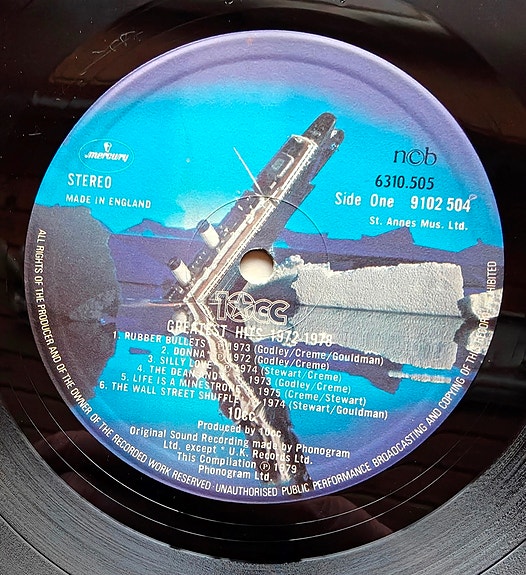 mercury
STEREO
MADE IN ENGLAND
ncb
6310.505
Side One 9102 504
St. Annes Mus. Ltd.
10cc
GREATEST HITS 1972-1978
1. RUBBER BULLETS * ℗ 1973 (Godley/Creme/Gouldman)
2. DONNA * ℗ 1972 (Godley/Creme)
3. SILLY LOVE * ℗ 1974 (Stewart/Creme)
4. THE DEAN AND I * ℗ 1973 (Godley/Creme)
5. LIFE IS A MINESTRONE ℗ 1975 (Creme/Stewart)
6. THE WALL STREET SHUFFLE * ℗ 1974 (Stewart/Gouldman)
10cc
Produced by 10cc
Original Sound Recording made by Phonogram
Ltd. except * U.K. Records Ltd.
This Compilation ℗ 1979
Phonogram Ltd.
ALL RIGHTS OF THE PRODUCER AND OF THE OWNER OF THE RECORDED WORK RESERVED · UNAUTHORISED PUBLIC PERFORMANCE BROADCASTING AND COPYING OF THIS RECORD PROHIBITED